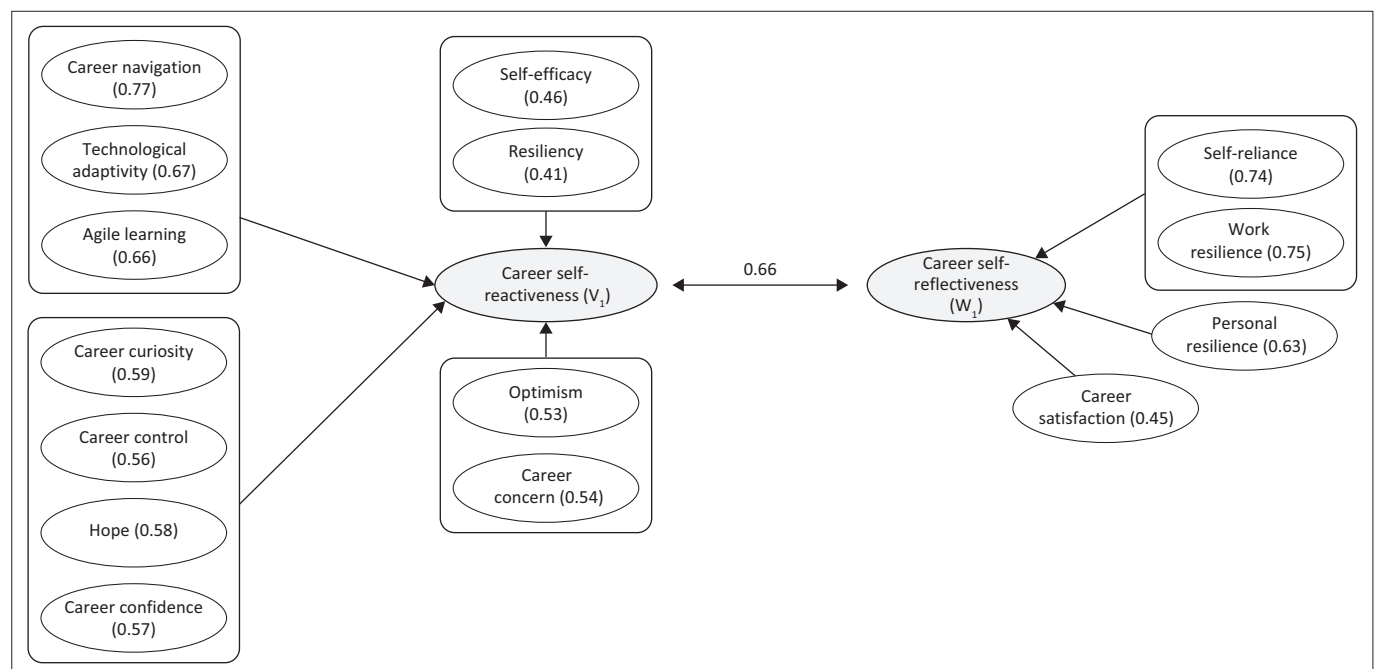 Career navigation
(0.77)
Technological
adaptivity (0.67)
Agile learning
(0.66)
Career curiosity
(0.59)
Career control
(0.56)
Hope (0.58)
Career confidence
(0.57)
Self-efficacy
(0.46)
Resiliency
(0.41)
Career self-
reactiveness (V₁)
Optimism
(0.53)
Career
concern (0.54)
0.66
Career self-
reflectiveness
(W₁)
Self-reliance
(0.74)
Work
resilience (0.75)
Personal
resilience (0.63)
Career
satisfaction (0.45)